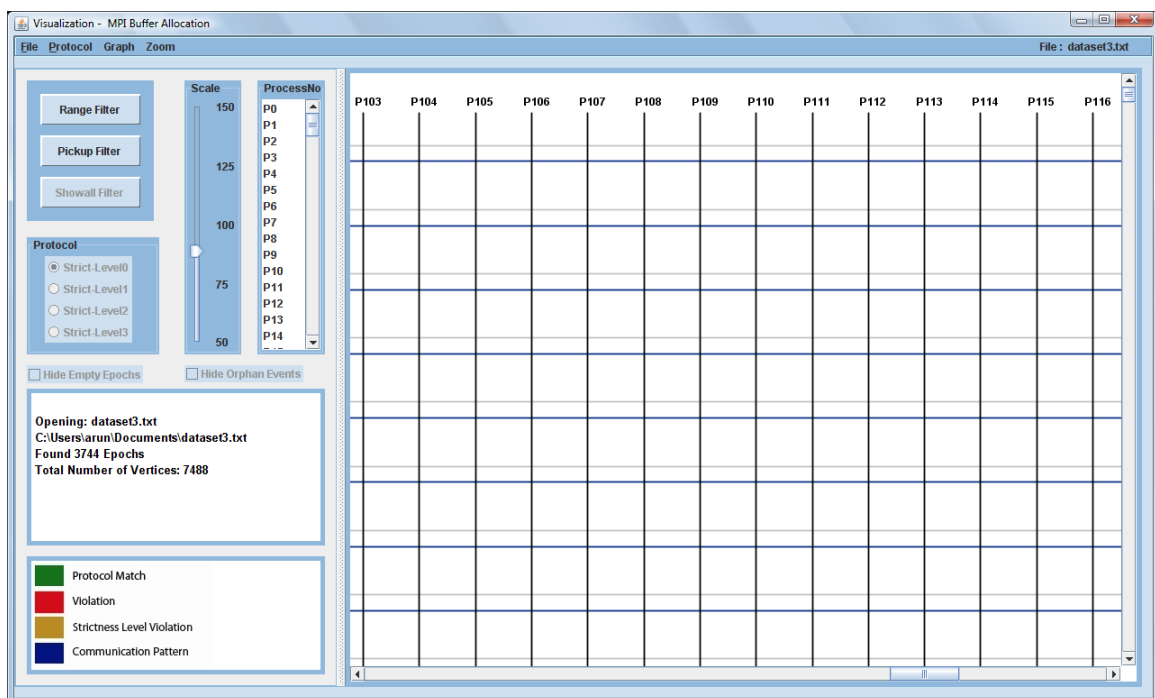 Visualization - MPI Buffer Allocation
File Protocol Graph Zoom
File : dataset3.txt
Range Filter
Pickup Filter
Showall Filter
Protocol
Strict-Level0
Strict-Level1
Strict-Level2
Strict-Level3
Scale
150
125
100
75
50
ProcessNo
P0
P1
P2
P3
P4
P5
P6
P7
P8
P9
P10
P11
P12
P13
P14
Hide Empty Epochs
Hide Orphan Events
Opening: dataset3.txt
C:\Users\arun\Documents\dataset3.txt
Found 3744 Epochs
Total Number of Vertices: 7488
Protocol Match
Violation
Strictness Level Violation
Communication Pattern
P103 P104 P105 P106 P107 P108 P109 P110 P111 P112 P113 P114 P115 P116